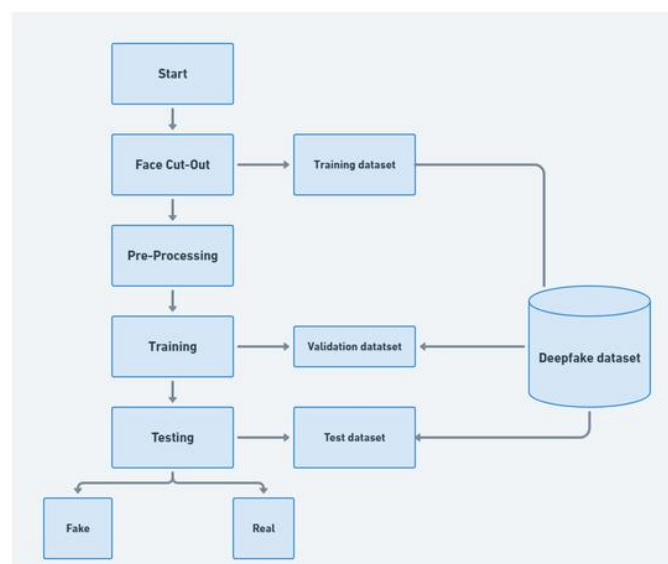 Start
Face Cut-Out
Training dataset
Pre-Processing
Training
Validation datatset
Deepfake dataset
Testing
Test dataset
Fake
Real